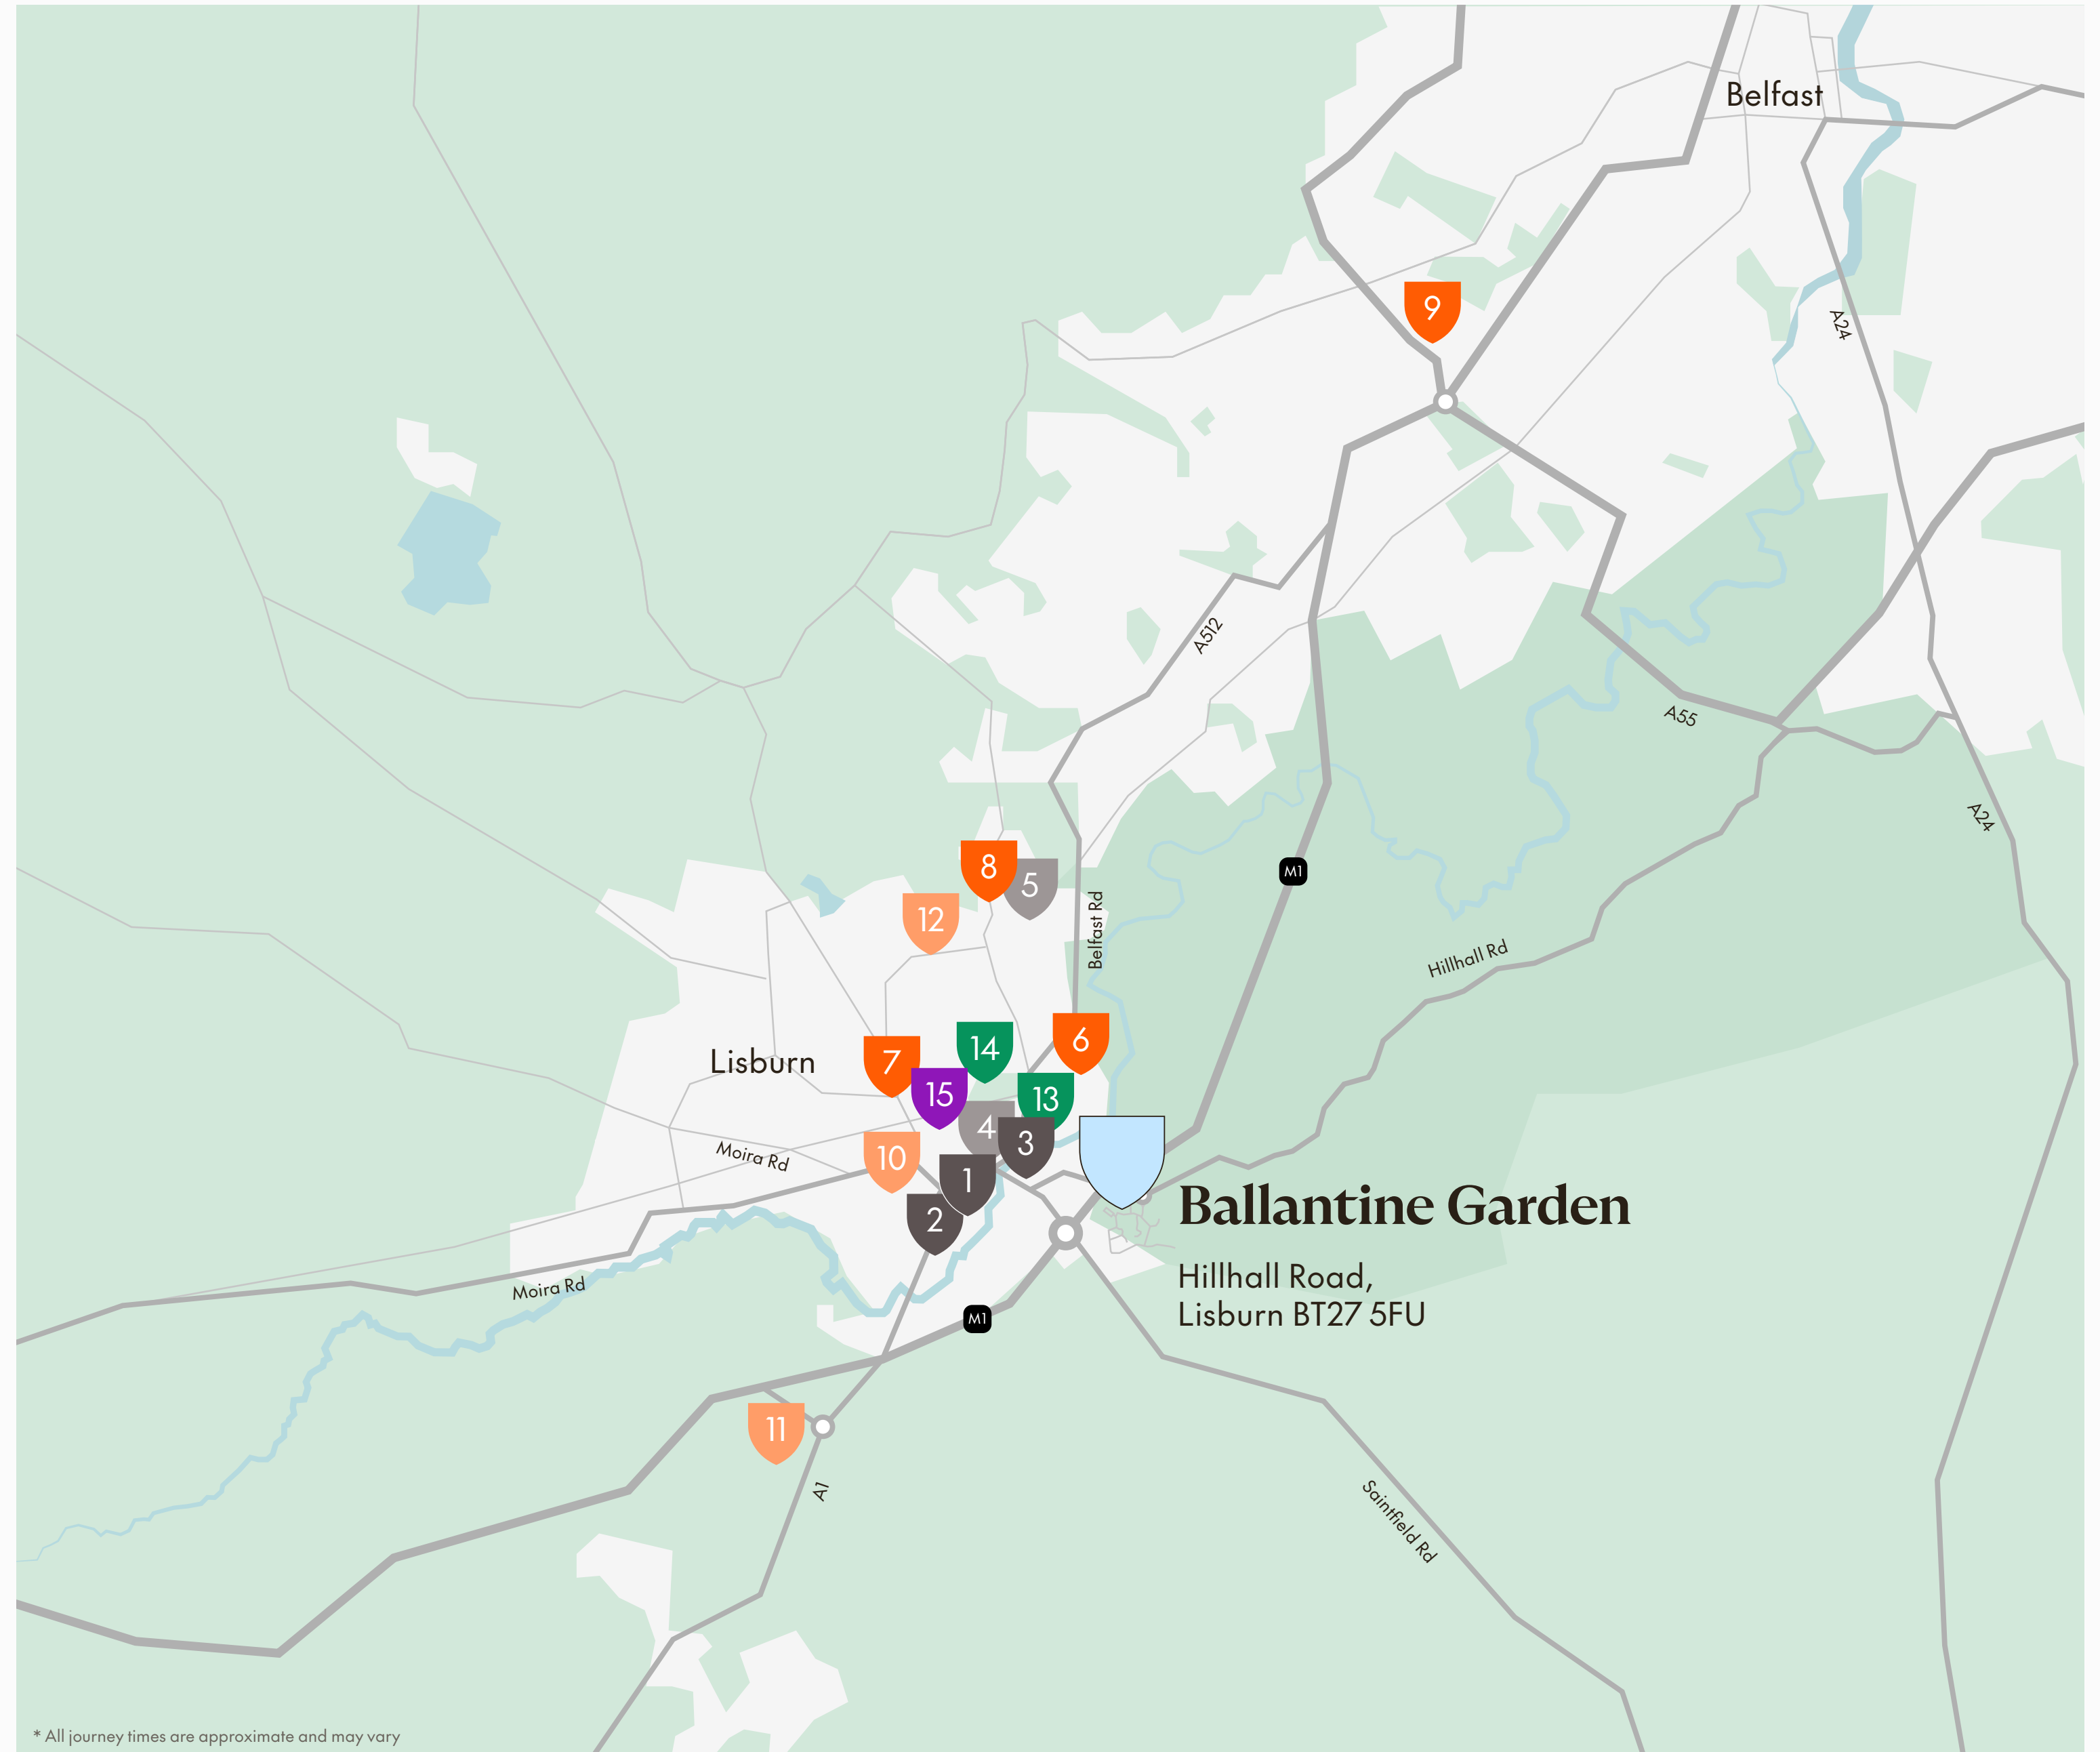 Belfast
9
A24
A512
A55
A24
8
5
M1
12
Belfast Rd
Hillhall Rd
14
6
7
Lisburn
15
13
4
3
Moira Rd
10
1
2
Ballantine Garden
Hillhall Road,
Lisburn BT27 5FU
Moira Rd
M1
11
A1
Saintfield Rd
* All journey times are approximate and may vary